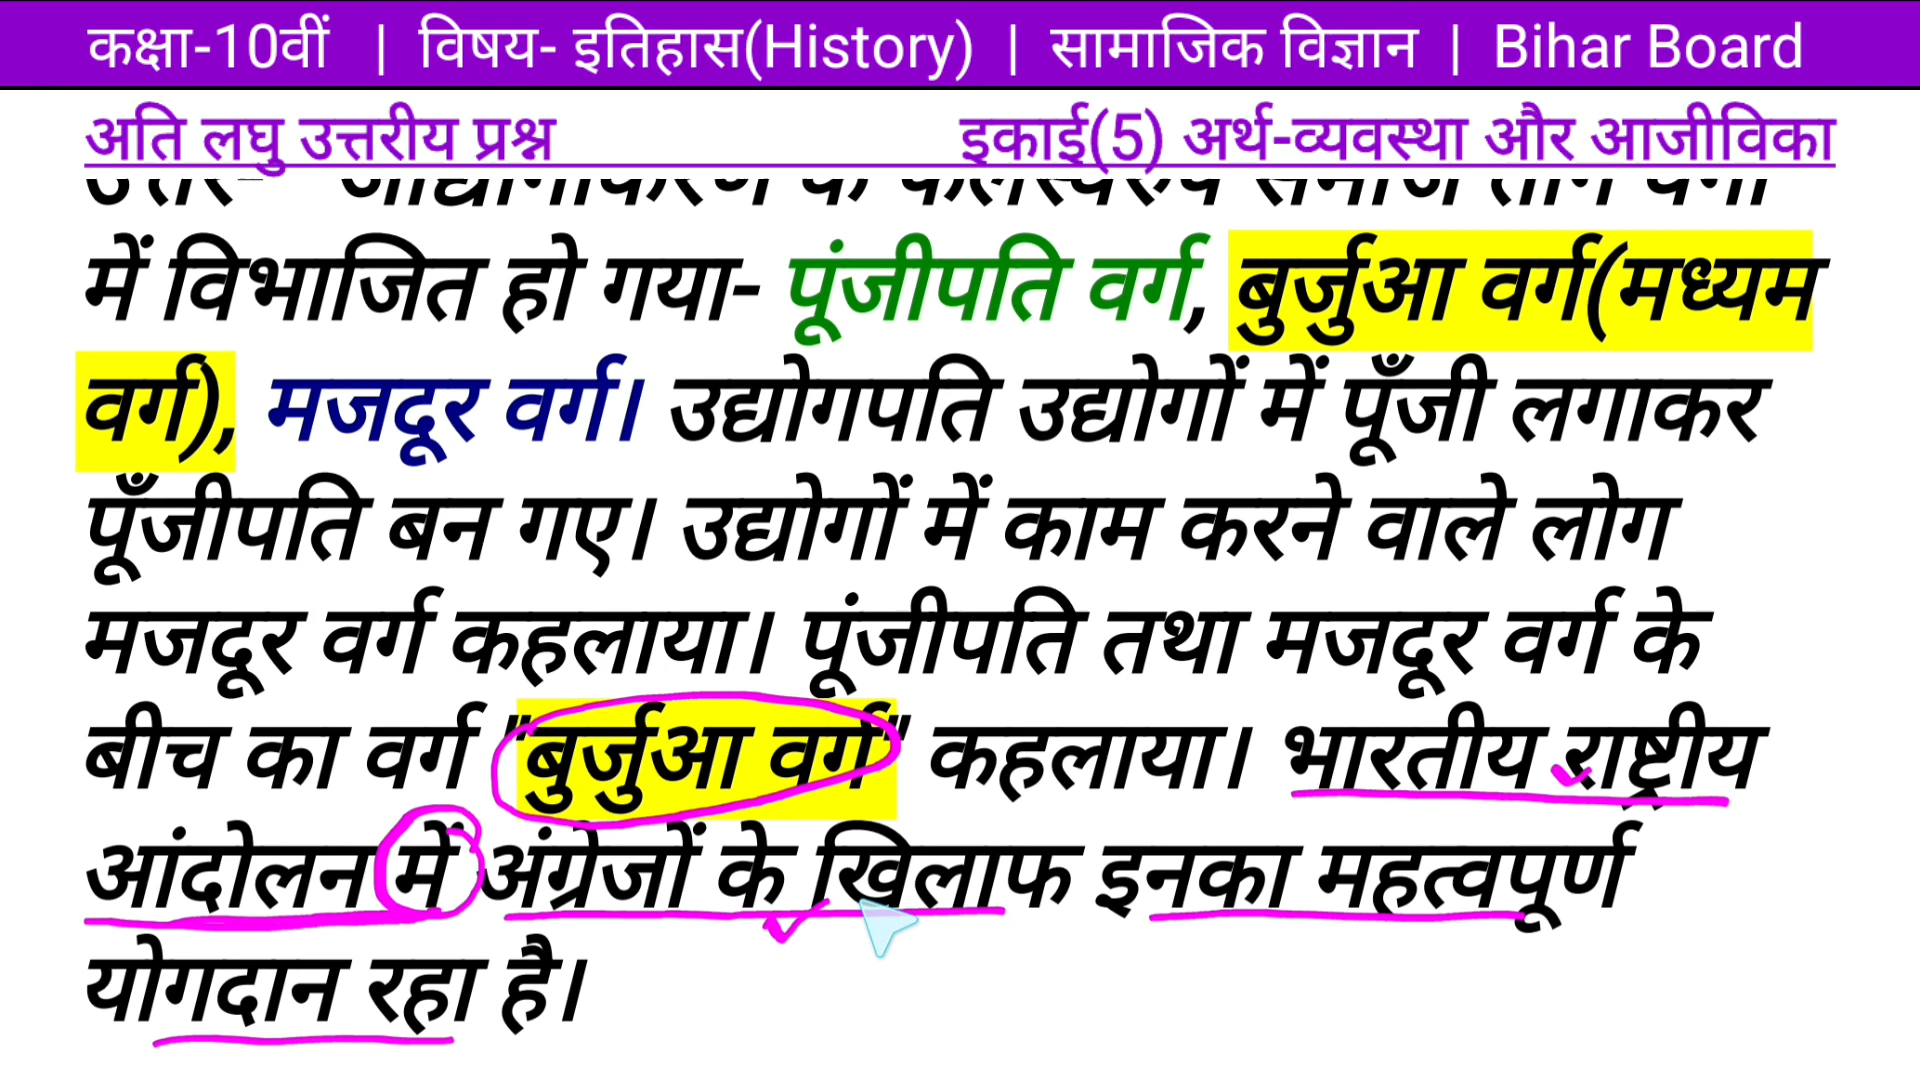 कक्षा-10वीं | विषय- इतिहास(History) | सामाजिक विज्ञान | Bihar Board
अति लघु उत्तरीय प्रश्न इकाई(5) अर्थ-व्यवस्था और आजीविका
में विभाजित हो गया- पूंजीपति वर्ग, बुर्जुआ वर्ग(मध्यम
वर्ग), मजदूर वर्ग। उद्योगपति उद्योगों में पूँजी लगाकर
पूँजीपति बन गए। उद्योगों में काम करने वाले लोग
मजदूर वर्ग कहलाया। पूंजीपति तथा मजदूर वर्ग के
बीच का वर्ग "बुर्जुआ वर्ग" कहलाया। भारतीय राष्ट्रीय
आंदोलन में अंग्रेजों के खिलाफ इनका महत्वपूर्ण
योगदान रहा है।